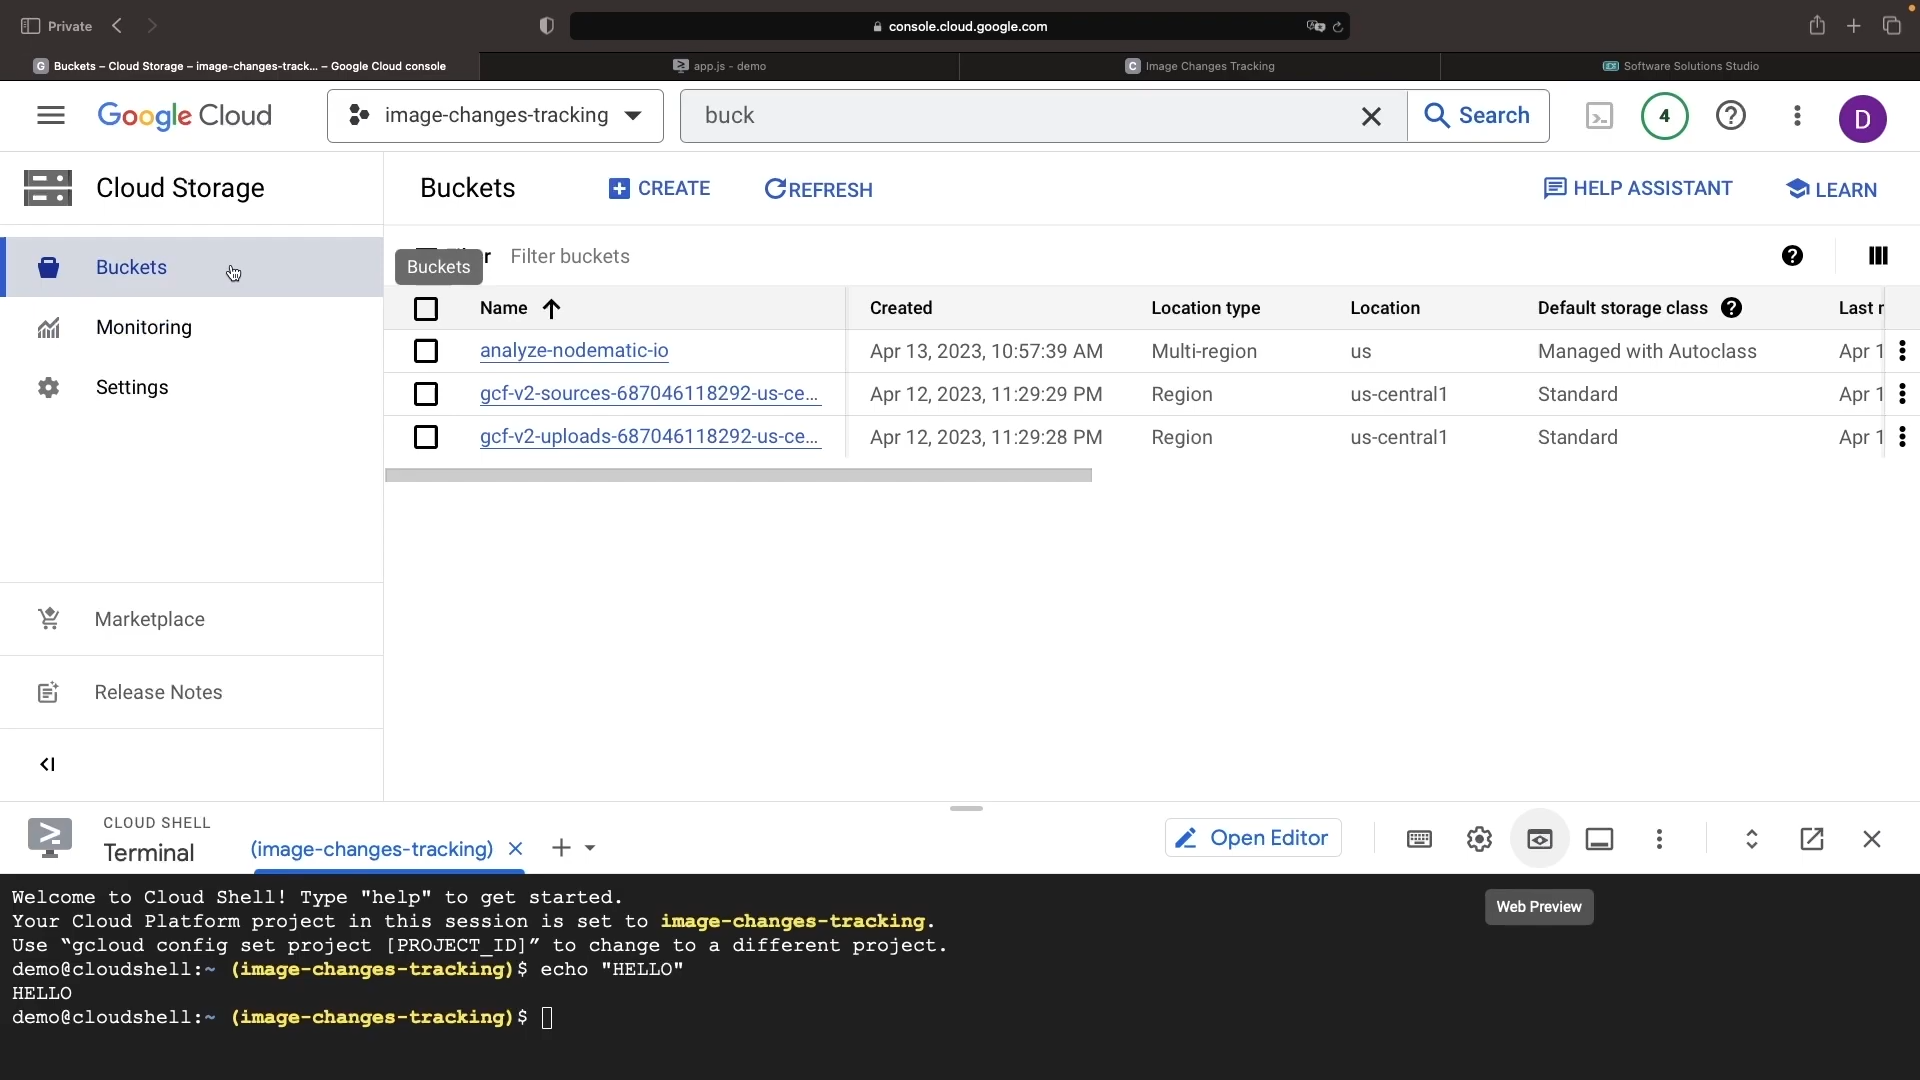 Private
console.cloud.google.com
G Buckets – Cloud Storage – image-changes-track... – Google Cloud console
app.js - demo
C Image Changes Tracking
Software Solutions Studio
Google Cloud
image-changes-tracking
buck
Search
4
D
Cloud Storage
Buckets
CREATE
REFRESH
HELP ASSISTANT
LEARN
Buckets
Monitoring
Settings
Marketplace
Release Notes
Buckets
Filter buckets
Name
Created
Location type
Location
Default storage class
Last r
analyze-nodematic-io
Apr 13, 2023, 10:57:39 AM
Multi-region
us
Managed with Autoclass
Apr 1
gcf-v2-sources-687046118292-us-ce...
Apr 12, 2023, 11:29:29 PM
Region
us-central1
Standard
Apr 1
gcf-v2-uploads-687046118292-us-ce...
Apr 12, 2023, 11:29:28 PM
Region
us-central1
Standard
Apr 1
CLOUD SHELL
Terminal
(image-changes-tracking)
Open Editor
Web Preview
Welcome to Cloud Shell! Type "help" to get started.
Your Cloud Platform project in this session is set to image-changes-tracking.
Use “gcloud config set project [PROJECT_ID]” to change to a different project.
demo@cloudshell:~ (image-changes-tracking)$ echo "HELLO"
HELLO
demo@cloudshell:~ (image-changes-tracking)$